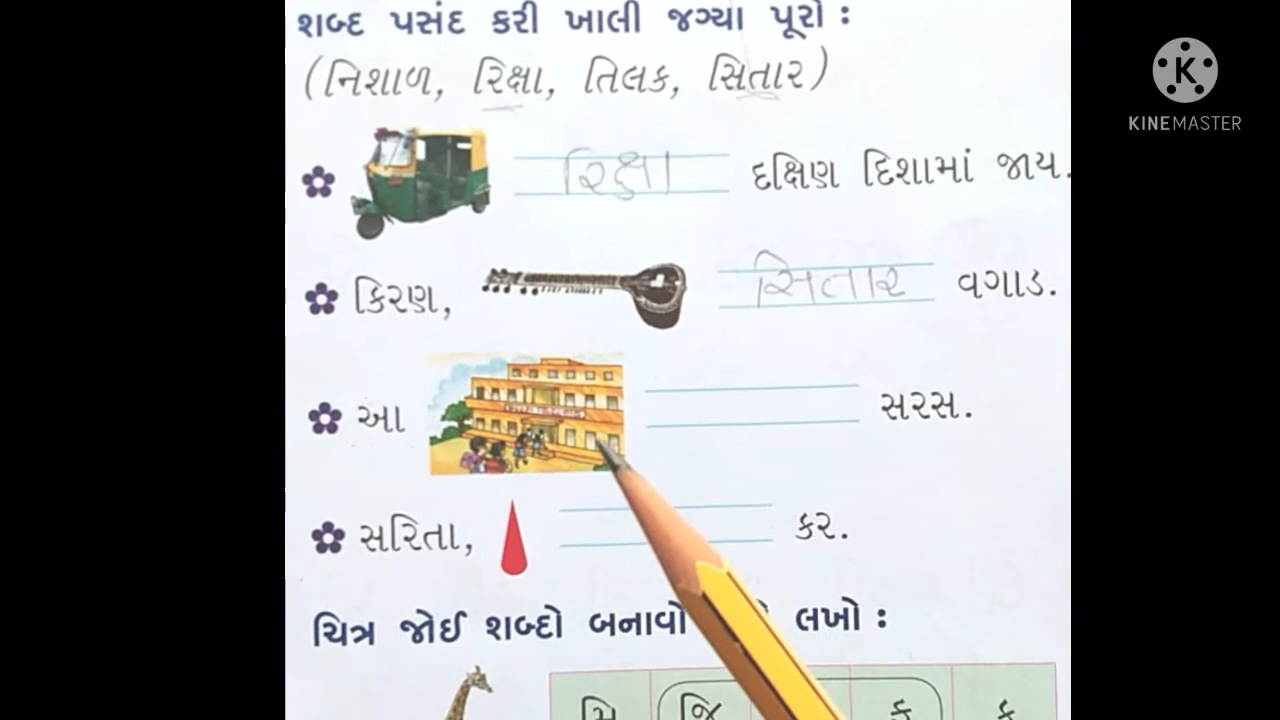 શબ્દ પસંદ કરી ખાલી જગ્યા પૂરો :
(નિશાળ, રિક્ષા, તિલક, સિતાર)
KINEMASTER
રિક્ષા દક્ષિણ દિશામાં જાય.
કિરણ, સિતાર વગાડ.
આ સરસ.
સરિતા, કર.
ચિત્ર જોઈ શબ્દો બનાવો લખો :
જિ